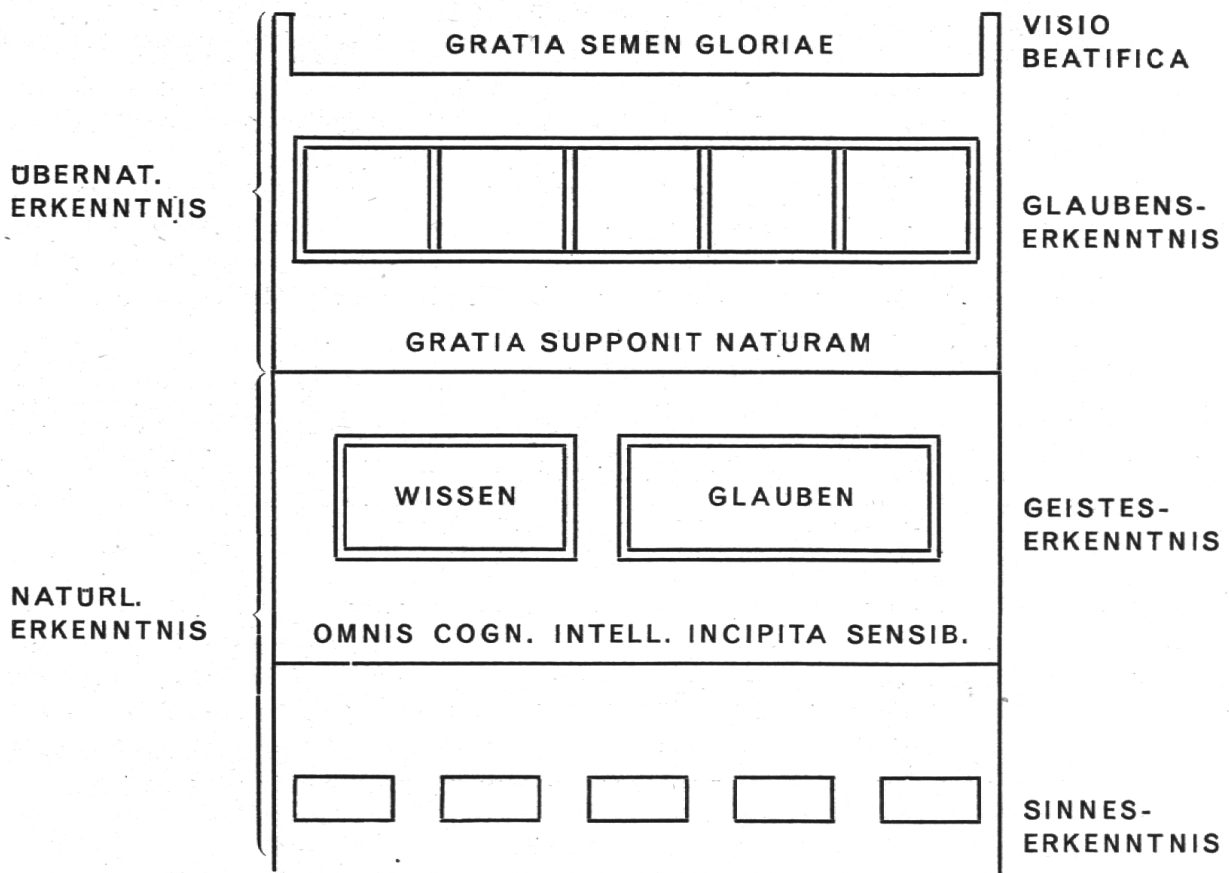 GRATIA SEMEN GLORIAE
VISIO
BEATIFICA
ÜBERNAT.
ERKENNTNIS
GLAUBENS-
ERKENNTNIS
GRATIA SUPPONIT NATURAM
WISSEN
GLAUBEN
GEISTES-
ERKENNTNIS
NATÜRL.
ERKENNTNIS
OMNIS COGN. INTELL. INCIPITA SENSIB.
SINNES-
ERKENNTNIS